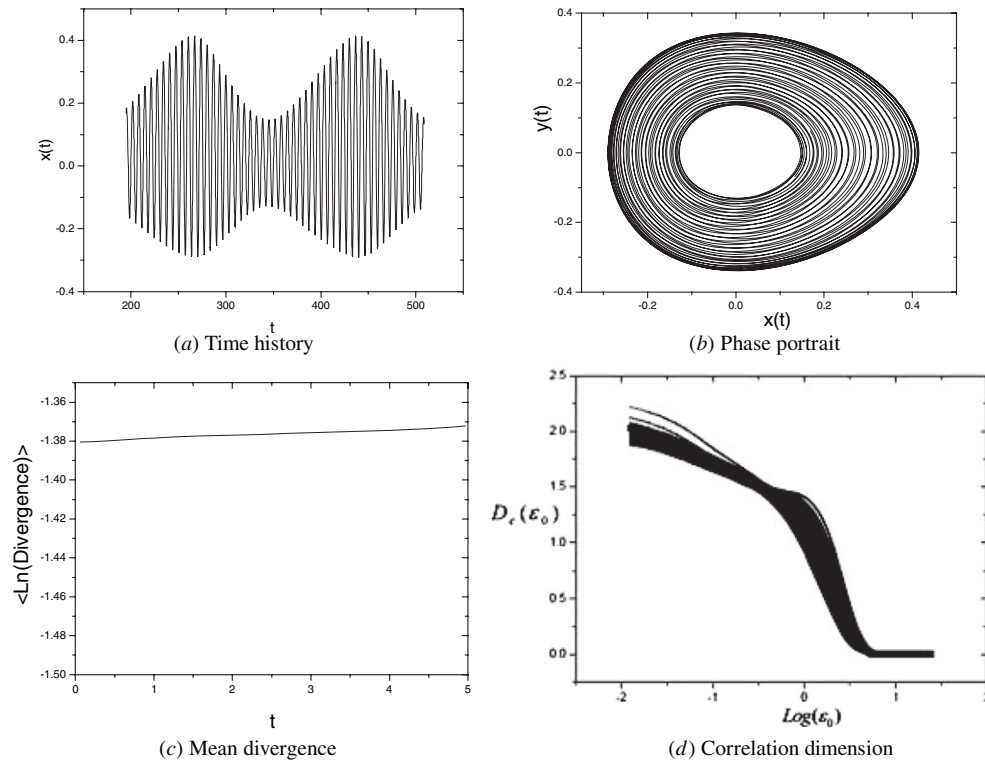 x(t)
0.4
0.2
0.0
-0.2
-0.4
200 300 400 500
t
(a) Time history
y(t)
0.4
0.2
0.0
-0.2
-0.4
-0.2 0.0 0.2 0.4
x(t)
(b) Phase portrait
<Ln(Divergence)>
-1.36
-1.38
-1.40
-1.42
-1.44
-1.46
-1.48
-1.50
0 1 2 3 4 5
t
(c) Mean divergence
2.5
2.0
1.5
D_c(ε_0)
1.0
0.5
0.0
-2 -1 0 1 2
Log(ε_0)
(d) Correlation dimension